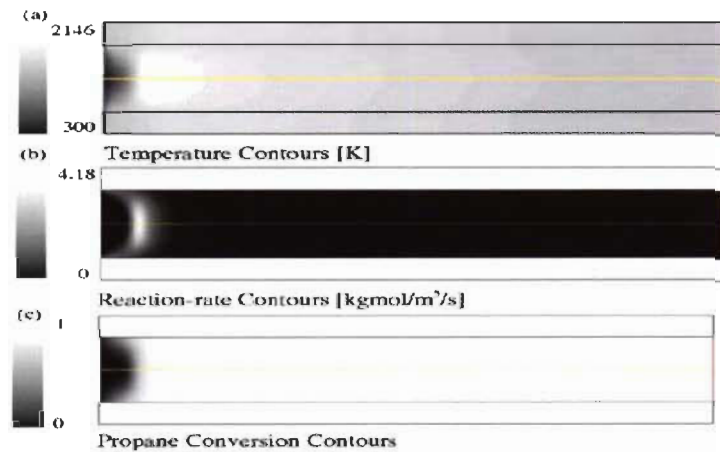 (a)
2146
300
Temperature Contours [K]
(b)
4.18
0
Reaction-rate Contours [kgmol/m³/s]
(c)
1
0
Propane Conversion Contours